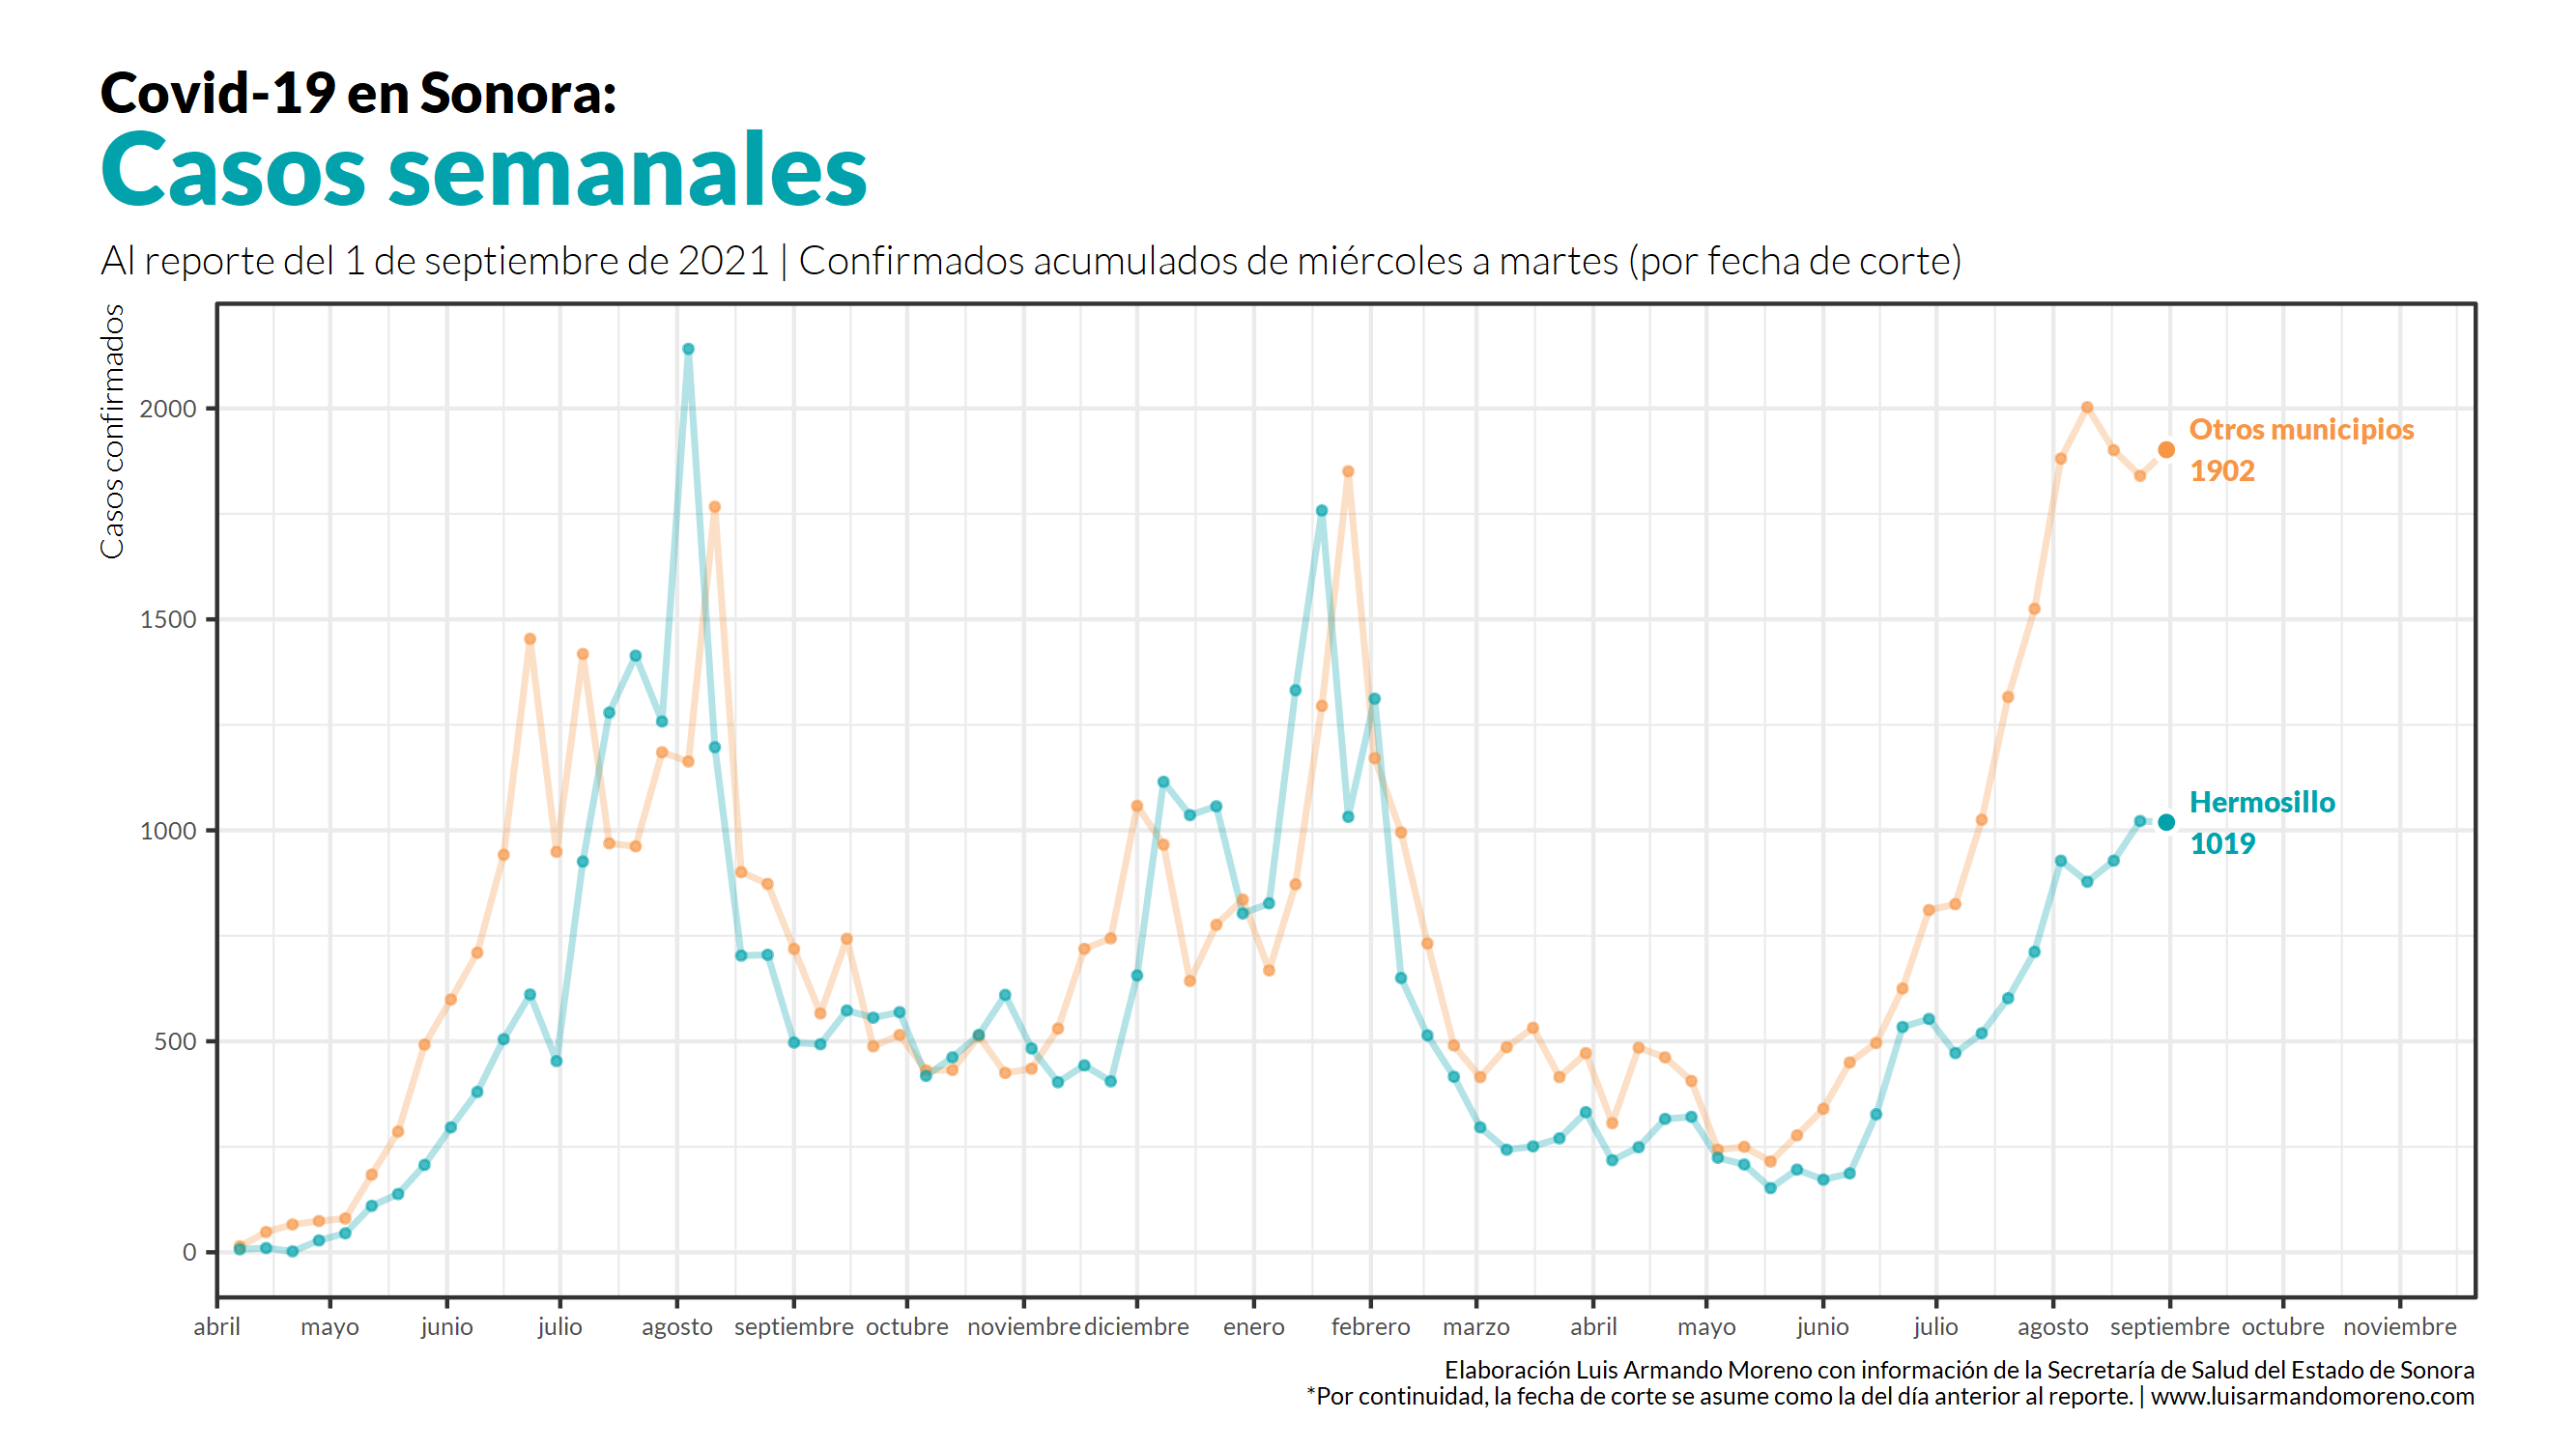 Covid-19 en Sonora:
Casos semanales
Al reporte del 1 de septiembre de 2021 | Confirmados acumulados de miércoles a martes (por fecha de corte)
Casos confirmados
2000
1500
1000
500
0
Otros municipios
1902
Hermosillo
1019
abril mayo junio julio agosto septiembre octubre noviembre diciembre enero febrero marzo abril mayo junio julio agosto septiembre octubre noviembre
Elaboración Luis Armando Moreno con información de la Secretaría de Salud del Estado de Sonora
*Por continuidad, la fecha de corte se asume como la del día anterior al reporte. | www.luisarmandomoreno.com